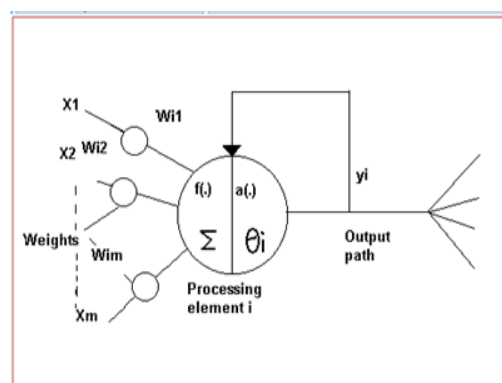 X1
Wi1
X2
Wi2
f(.)
a(.)
yi
Σ
θi
Weights
Wim
Output
path
Processing
element i
Xm